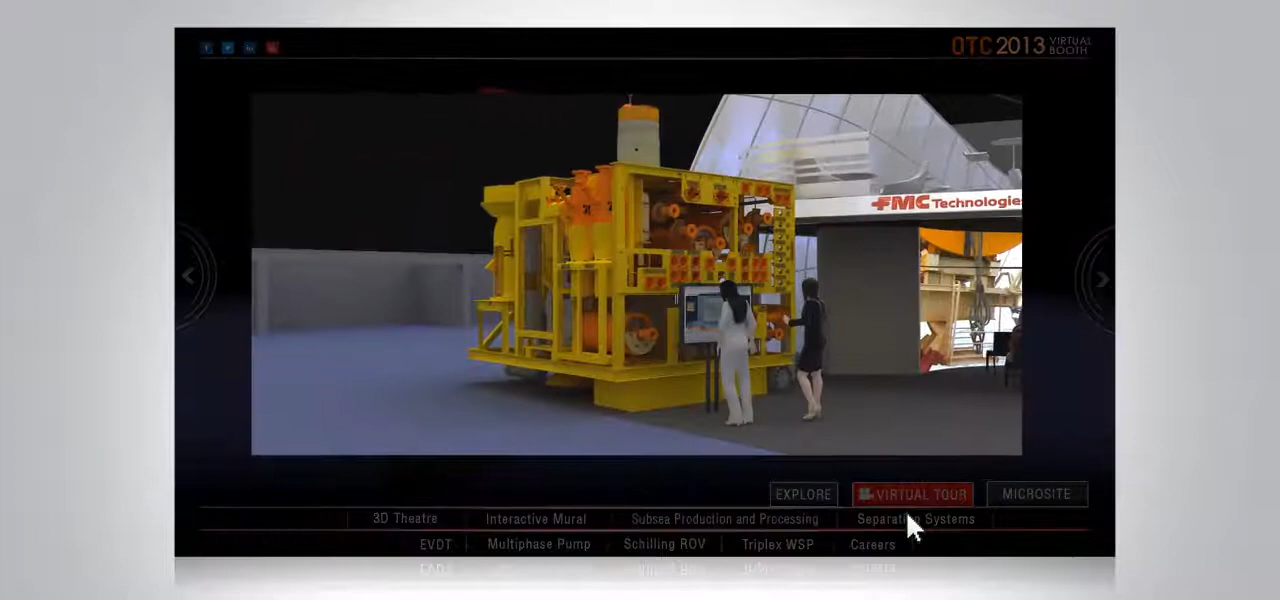 OTC 2013 VIRTUAL BOOTH
FMC Technologies
EXPLORE VIRTUAL TOUR MICROSITE
3D Theatre Interactive Mural Subsea Production and Processing Separation Systems
EVDT Multiphase Pump Schilling ROV Triplex WSP Careers